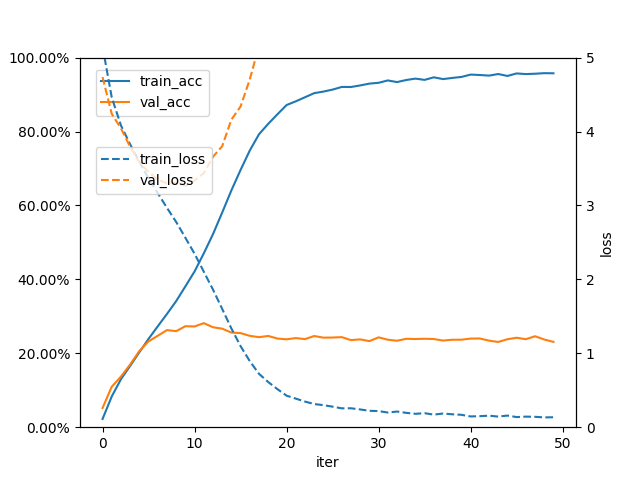 100.00%
80.00%
60.00%
40.00%
20.00%
0.00%
train_acc
val_acc
train_loss
val_loss
5
4
3
2
1
0
loss
0 10 20 30 40 50
iter